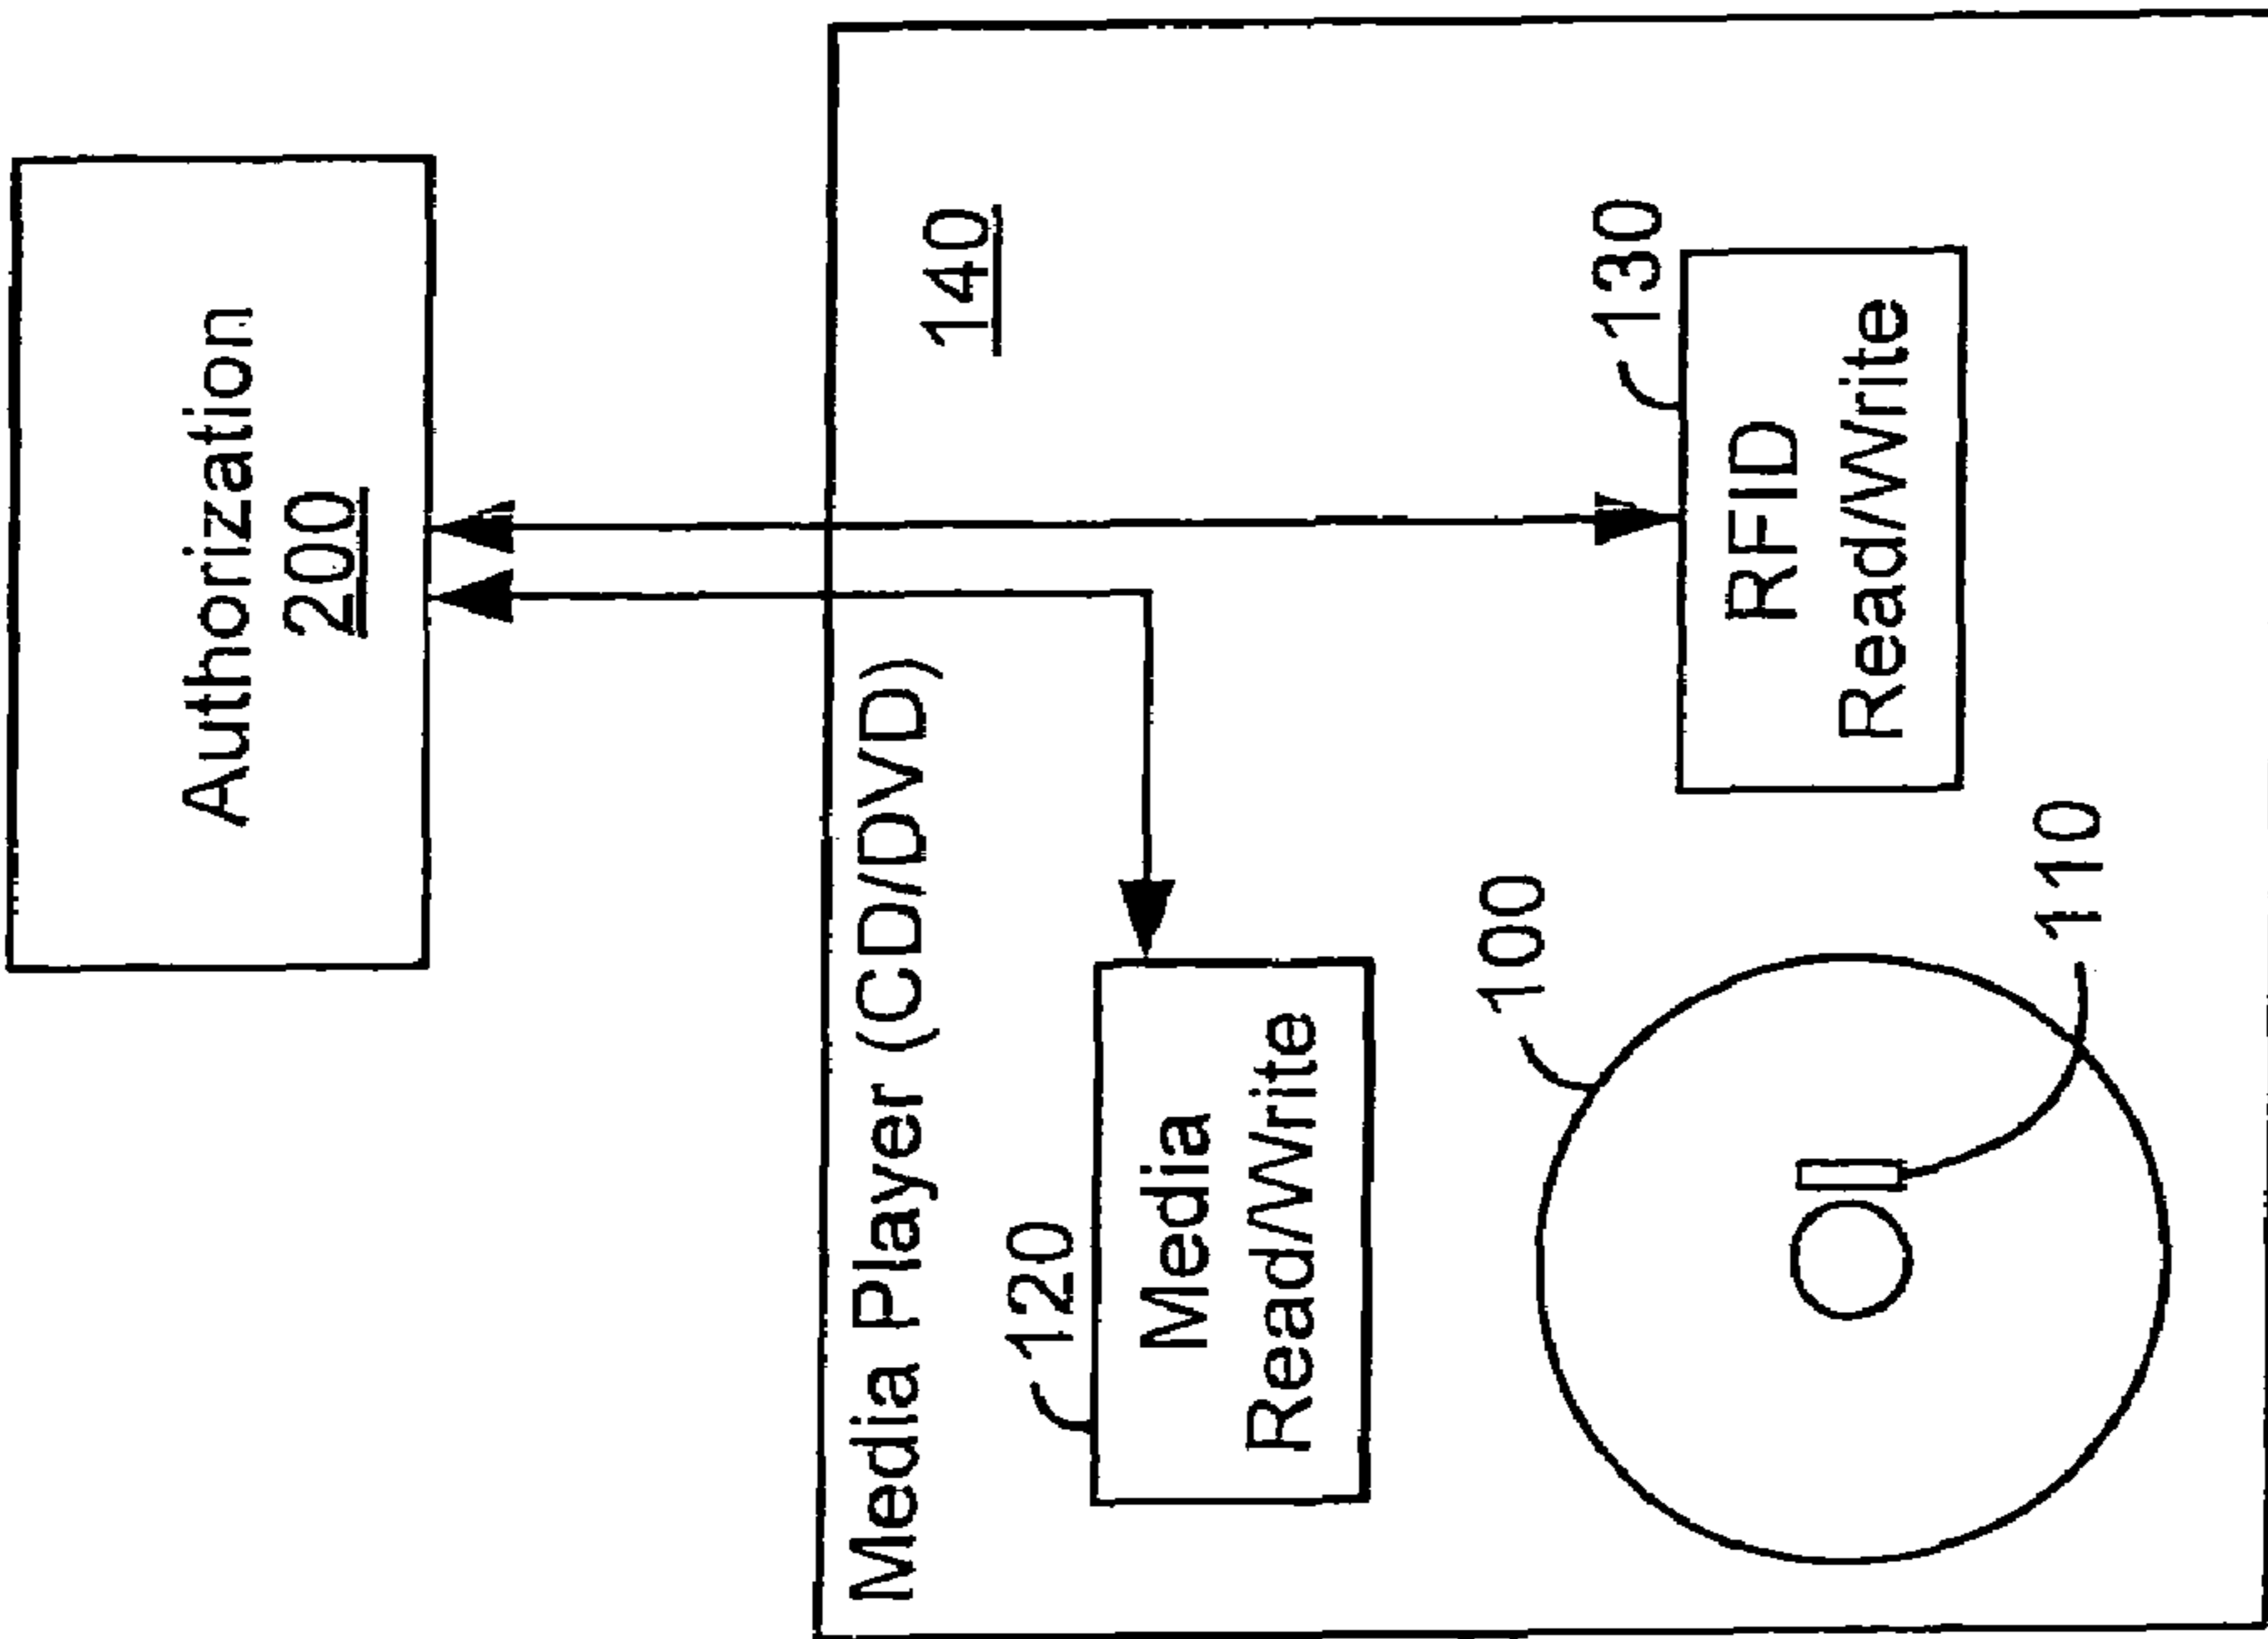 Authorization
200
Media Player (CD/DVD)
140
120
Media
Read/Write
130
RFID
Read/Write
100
110